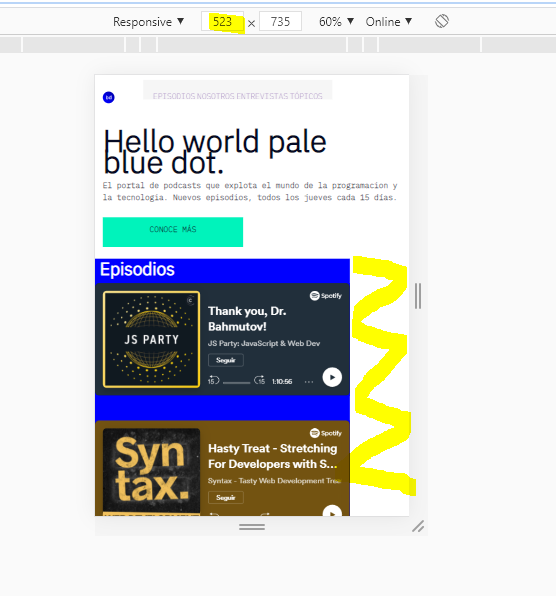 Responsive ▼ 523 × 735 60% ▼ Online ▼
bd EPISODIOS NOSOTROS ENTREVISTAS TÓPICOS
Hello world pale
blue dot.
El portal de podcasts que explota el mundo de la programacion y
la tecnología. Nuevos episodios, todos los jueves cada 15 días.
CONOCE MÁS
Episodios
Spotify
JS PARTY
Thank you, Dr.
Bahmutov!
JS Party: JavaScript & Web Dev
Seguir
15 15 1:10:56 ...
Spotify
Syn
tax.
Hasty Treat - Stretching
For Developers with S...
Syntax - Tasty Web Development Tre
Seguir